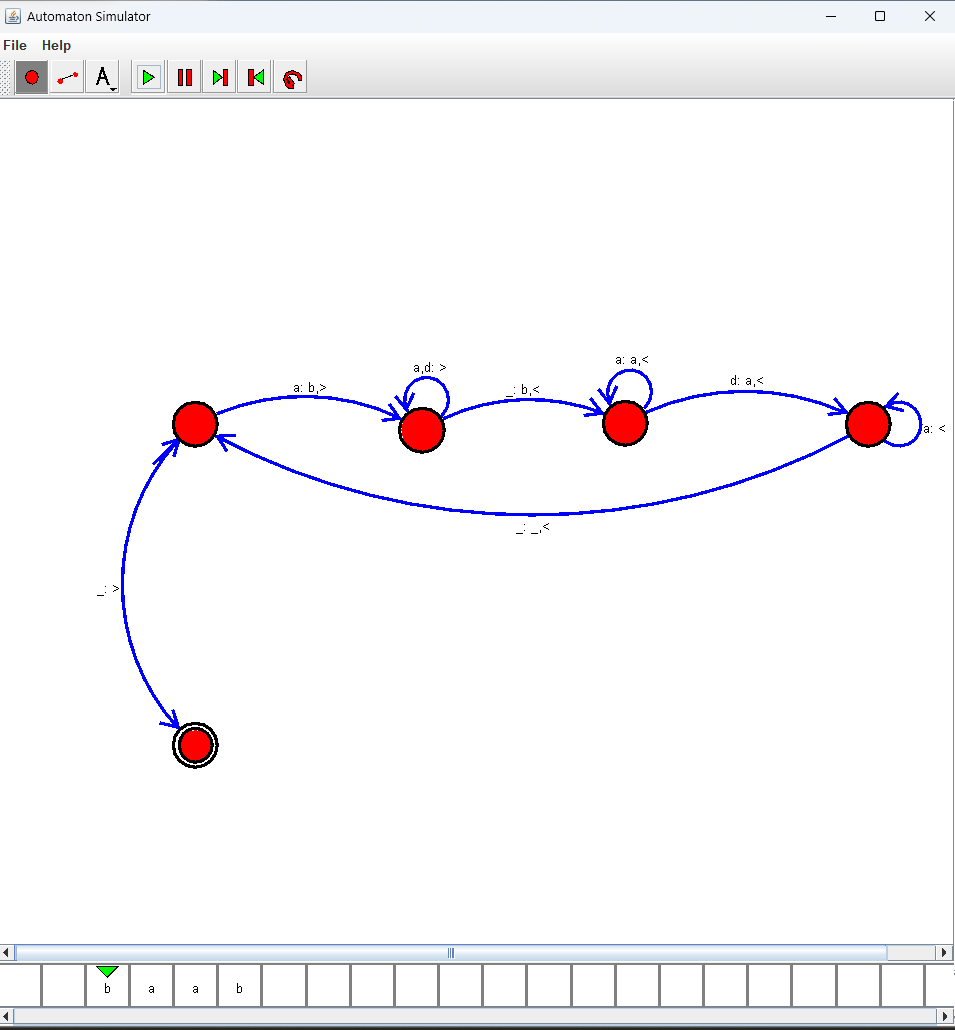 Automaton Simulator
File Help
A
a,d: >
a: a,<
a: b,>
_: b,<
d: a,<
a: <
_: _,<
_: >
b a a b